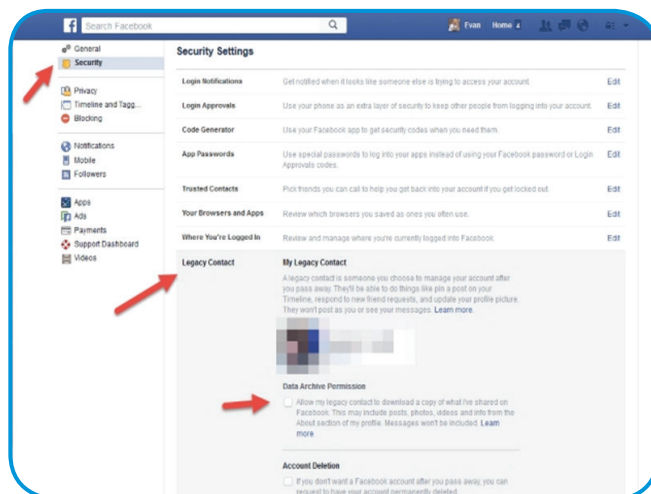 f Search Facebook Evan Home 4
General
Security
Privacy
Timeline and Tagg...
Blocking
Notifications
Mobile
Followers
Apps
Ads
Payments
Support Dashboard
Videos
Security Settings
Login Notifications Get notified when it looks like someone else is trying to access your account. Edit
Login Approvals Use your phone as an extra layer of security to keep other people from logging into your account. Edit
Code Generator Use your Facebook app to get security codes when you need them. Edit
App Passwords Use special passwords to log into your apps instead of using your Facebook password or Login Edit
Approvals codes.
Trusted Contacts Pick friends you can call to help you get back into your account if you get locked out. Edit
Your Browsers and Apps Review which browsers you saved as ones you often use. Edit
Where You're Logged In Review and manage where you're currently logged into Facebook. Edit
Legacy Contact My Legacy Contact
A legacy contact is someone you choose to manage your account after
you pass away. They'll be able to do things like pin a post on your
Timeline, respond to new friend requests, and update your profile picture.
They won't post as you or see your messages. Learn more.
Data Archive Permission
Allow my legacy contact to download a copy of what I've shared on
Facebook. This may include posts, photos, videos and info from the
About section of my profile. Messages won't be included. Learn
more.
Account Deletion
If you don't want a Facebook account after you pass away, you can
request to have your account permanently deleted.